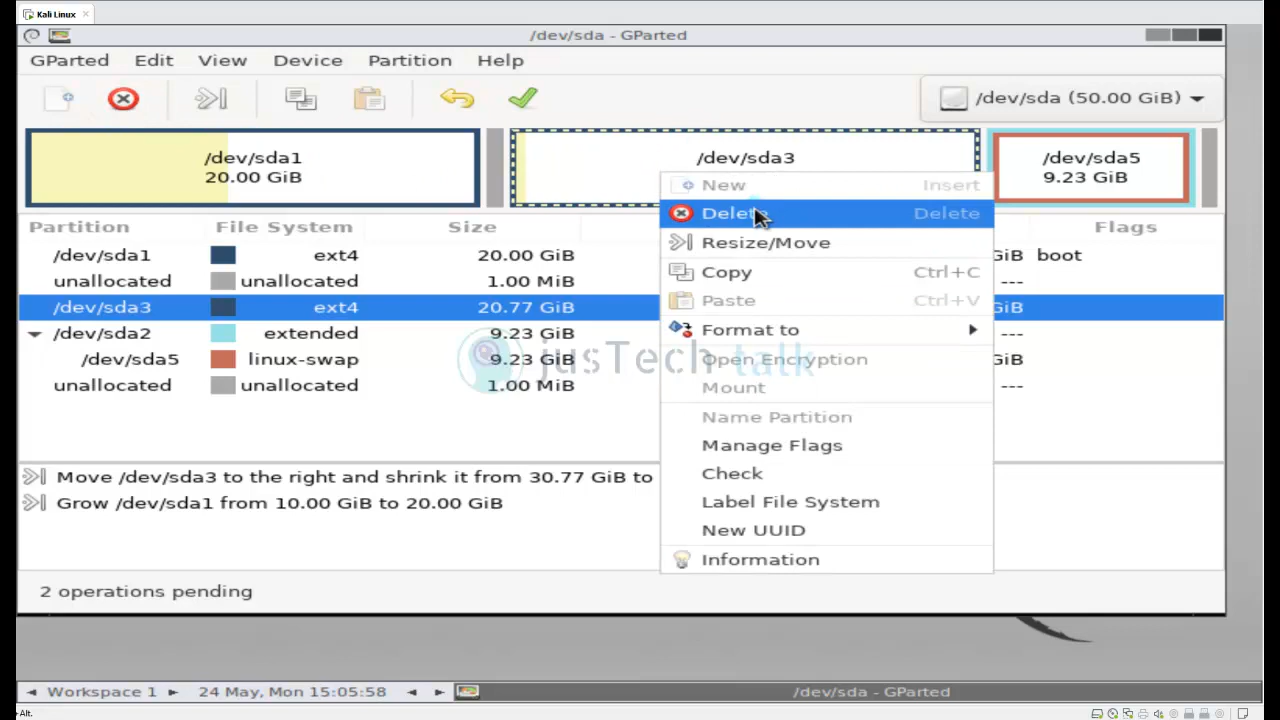 Kali Linux
/dev/sda - GParted
GParted Edit View Device Partition Help
/dev/sda (50.00 GiB)
/dev/sda1
20.00 GiB
/dev/sda3
/dev/sda5
9.23 GiB
Partition File System Size Flags
/dev/sda1 ext4 20.00 GiB GiB boot
unallocated unallocated 1.00 MiB ---
/dev/sda3 ext4 20.77 GiB GiB
/dev/sda2 extended 9.23 GiB ---
/dev/sda5 linux-swap 9.23 GiB GiB
unallocated unallocated 1.00 MiB ---
New Insert
Delete Delete
Resize/Move
Copy Ctrl+C
Paste Ctrl+V
Format to
Open Encryption
Mount
Name Partition
Manage Flags
Check
Label File System
New UUID
Information
jusTech talk
Move /dev/sda3 to the right and shrink it from 30.77 GiB to
Grow /dev/sda1 from 10.00 GiB to 20.00 GiB
2 operations pending
Workspace 1 24 May, Mon 15:05:58 /dev/sda - GParted
Alt.